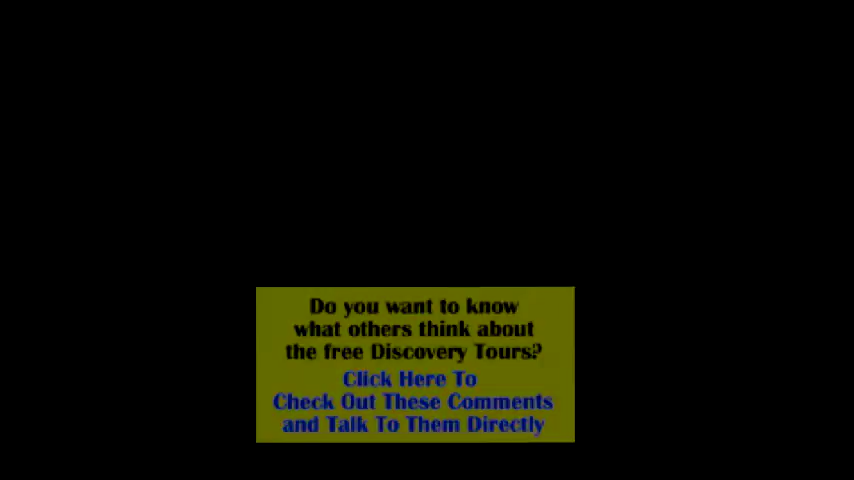 Do you want to know
what others think about
the free Discovery Tours?
Click Here To
Check Out These Comments
and Talk To Them Directly